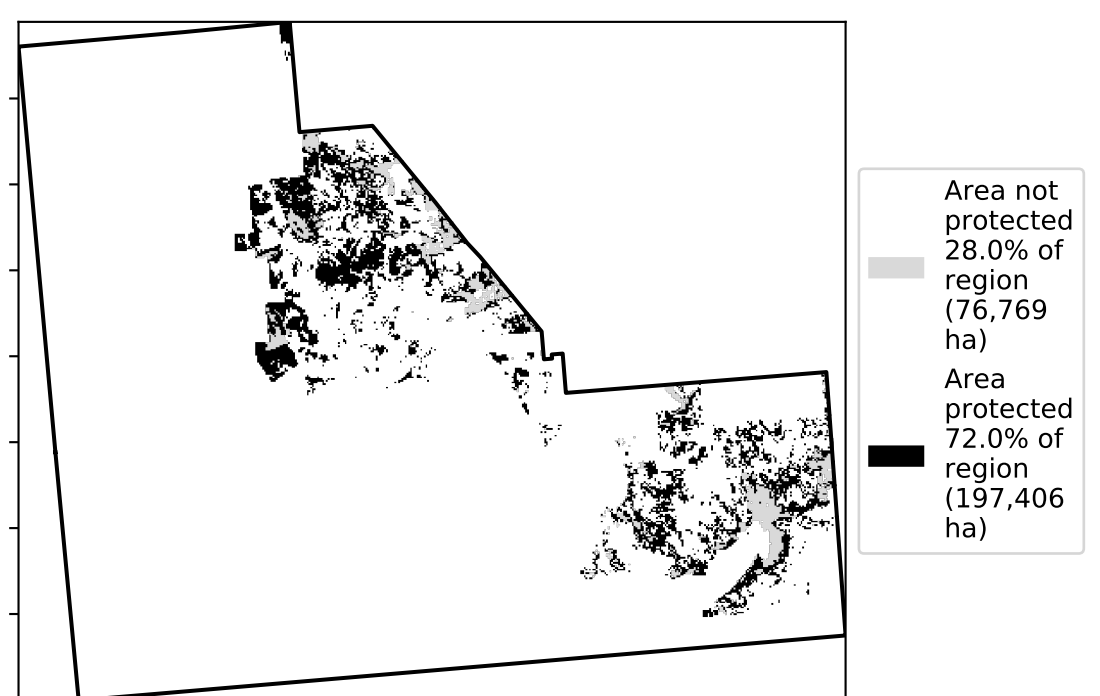 Area not
protected
28.0% of
region
(76,769
ha)
Area
protected
72.0% of
region
(197,406
ha)